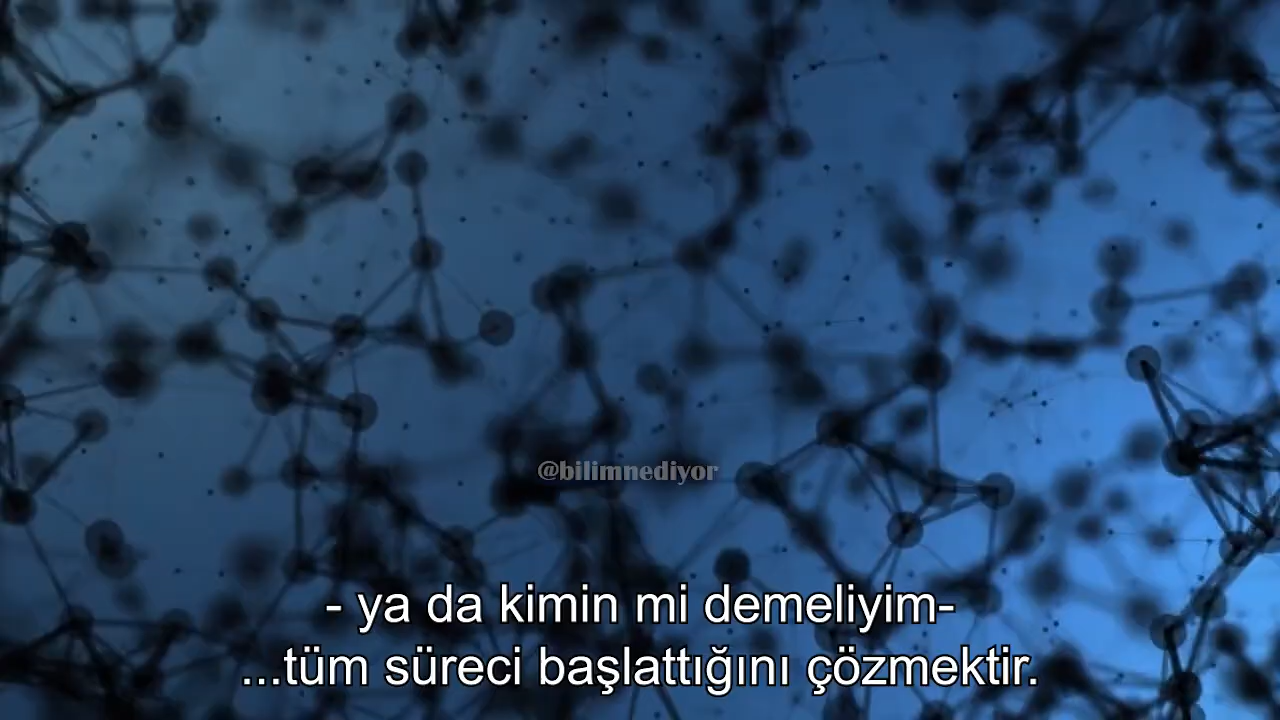 @bilimnediyor
- ya da kimin mi demeliyim-
...tüm süreci başlattığını çözmektir.